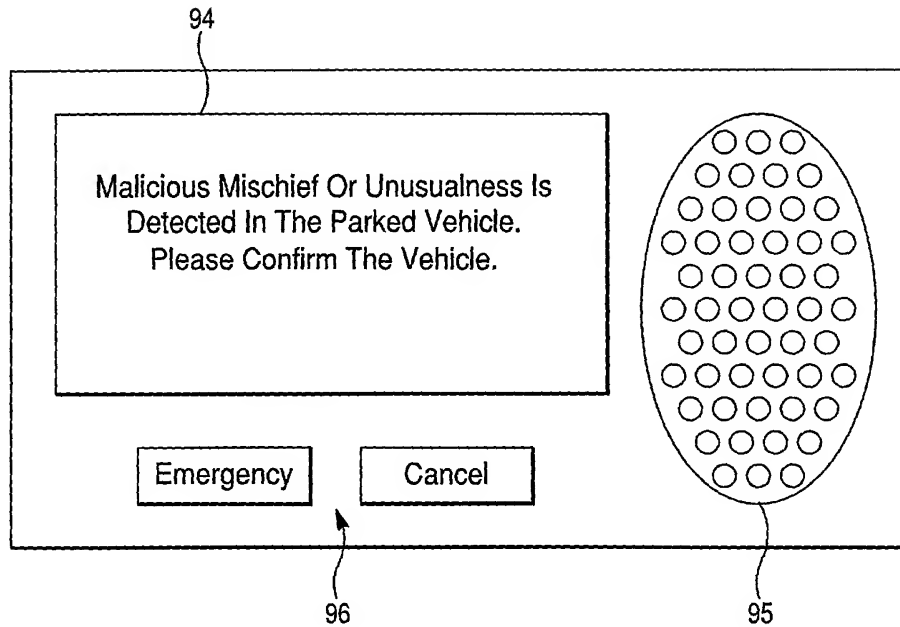 94
Malicious Mischief Or Unusualness Is
Detected In The Parked Vehicle.
Please Confirm The Vehicle.
Emergency
Cancel
96
95